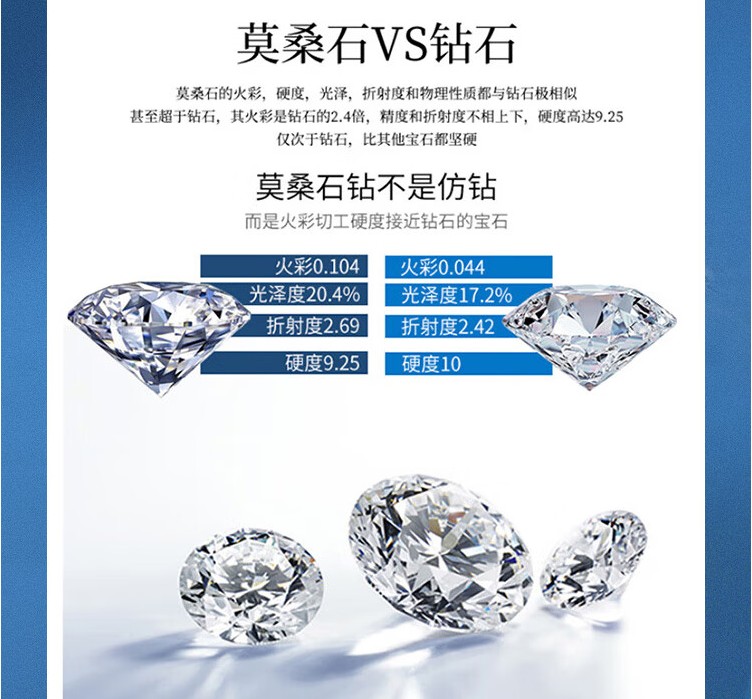 莫桑石VS钻石
莫桑石的火彩，硬度，光泽，折射度和物理性质都与钻石极相似
甚至超于钻石，其火彩是钻石的2.4倍，精度和折射度不相上下，硬度高达9.25
仅次于钻石，比其他宝石都坚硬
莫桑石钻不是仿钻
而是火彩切工硬度接近钻石的宝石
火彩0.104 火彩0.044
光泽度20.4% 光泽度17.2%
折射度2.69 折射度2.42
硬度9.25 硬度10